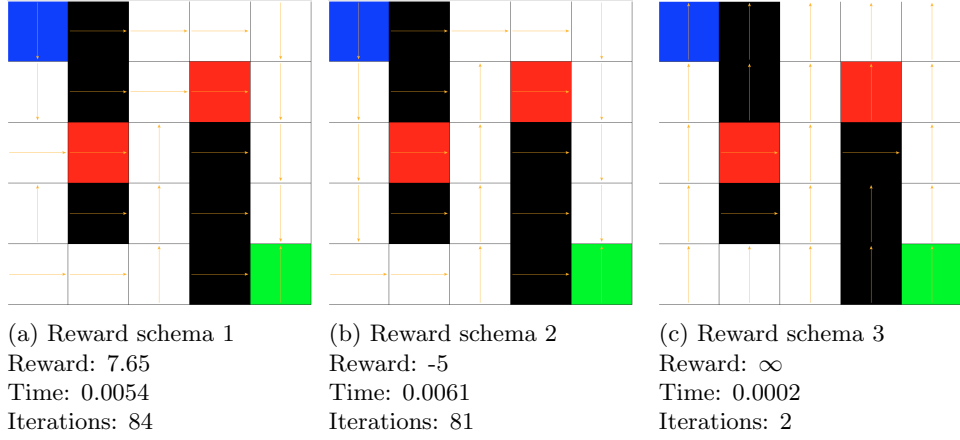 (a) Reward schema 1
Reward: 7.65
Time: 0.0054
Iterations: 84
(b) Reward schema 2
Reward: -5
Time: 0.0061
Iterations: 81
(c) Reward schema 3
Reward: ∞
Time: 0.0002
Iterations: 2